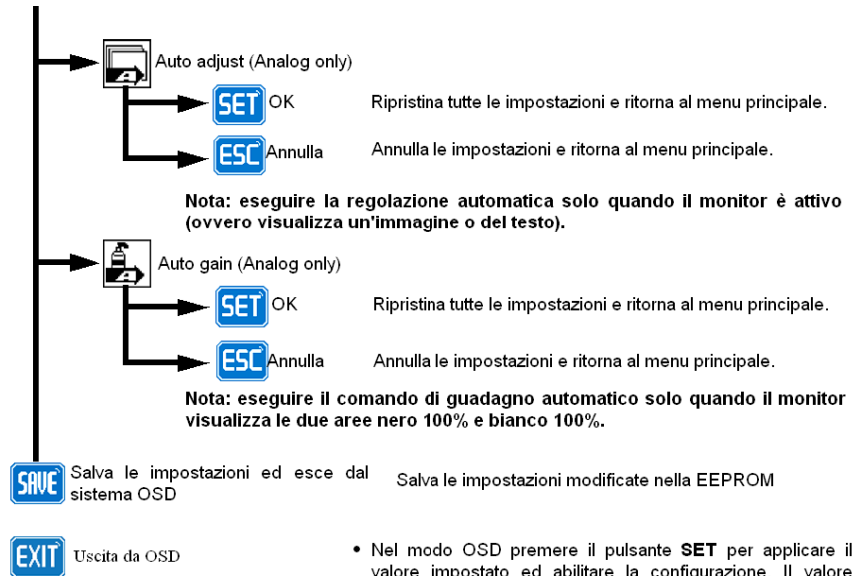 Auto adjust (Analog only)
SET OK Ripristina tutte le impostazioni e ritorna al menu principale.
ESC Annulla Annulla le impostazioni e ritorna al menu principale.
Nota: eseguire la regolazione automatica solo quando il monitor è attivo
(ovvero visualizza un'immagine o del testo).
Auto gain (Analog only)
SET OK Ripristina tutte le impostazioni e ritorna al menu principale.
ESC Annulla Annulla le impostazioni e ritorna al menu principale.
Nota: eseguire il comando di guadagno automatico solo quando il monitor
visualizza le due aree nero 100% e bianco 100%.
SAVE Salva le impostazioni ed esce dal
sistema OSD
Salva le impostazioni modificate nella EEPROM
EXIT Uscita da OSD
• Nel modo OSD premere il pulsante SET per applicare il
valore impostato ed abilitare la configurazione. Il valore